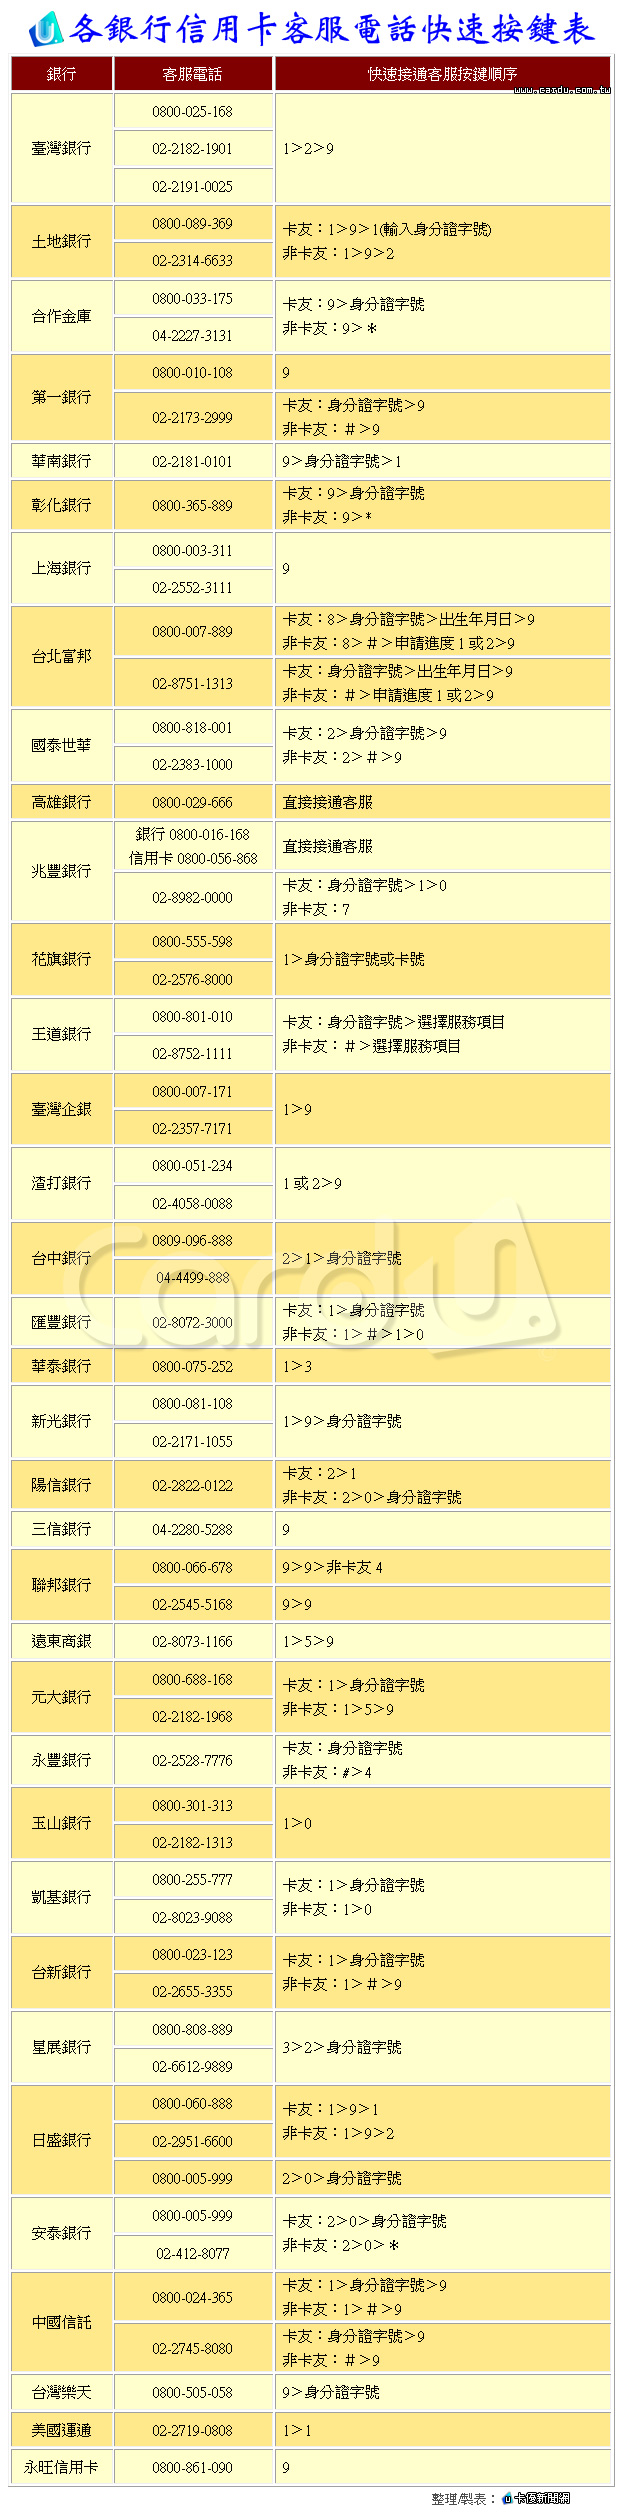 各銀行信用卡客服電話快速按鍵表
銀行 客服電話 快速接通客服按鍵順序
www.cardu.com.tw
臺灣銀行
0800-025-168
02-2182-1901
02-2191-0025
1＞2＞9
土地銀行
0800-089-369
02-2314-6633
卡友：1＞9＞1(輸入身分證字號)
非卡友：1＞9＞2
合作金庫
0800-033-175
04-2227-3131
卡友：9＞身分證字號
非卡友：9＞＊
第一銀行
0800-010-108
9
02-2173-2999
卡友：身分證字號＞9
非卡友：＃＞9
華南銀行
02-2181-0101
9＞身分證字號＞1
彰化銀行
0800-365-889
卡友：9＞身分證字號
非卡友：9＞*
上海銀行
0800-003-311
02-2552-3111
9
台北富邦
0800-007-889
卡友：8＞身分證字號＞出生年月日＞9
非卡友：8＞＃＞申請進度 1 或 2＞9
02-8751-1313
卡友：身分證字號＞出生年月日＞9
非卡友：＃＞申請進度 1 或 2＞9
國泰世華
0800-818-001
02-2383-1000
卡友：2＞身分證字號＞9
非卡友：2＞＃＞9
高雄銀行
0800-029-666
直接接通客服
兆豐銀行
銀行 0800-016-168
信用卡 0800-056-868
直接接通客服
02-8982-0000
卡友：身分證字號＞1＞0
非卡友：7
花旗銀行
0800-555-598
02-2576-8000
1＞身分證字號或卡號
王道銀行
0800-801-010
02-8752-1111
卡友：身分證字號＞選擇服務項目
非卡友：＃＞選擇服務項目
臺灣企銀
0800-007-171
02-2357-7171
1＞9
渣打銀行
0800-051-234
02-4058-0088
1 或 2＞9
台中銀行
0809-096-888
04-4499-888
2＞1＞身分證字號
匯豐銀行
02-8072-3000
卡友：1＞身分證字號
非卡友：1＞＃＞1＞0
華泰銀行
0800-075-252
1＞3
新光銀行
0800-081-108
02-2171-1055
1＞9＞身分證字號
陽信銀行
02-2822-0122
卡友：2＞1
非卡友：2＞0＞身分證字號
三信銀行
04-2280-5288
9
聯邦銀行
0800-066-678
9＞9＞非卡友 4
02-2545-5168
9＞9
遠東商銀
02-8073-1166
1＞5＞9
元大銀行
0800-688-168
02-2182-1968
卡友：1＞身分證字號
非卡友：1＞5＞9
永豐銀行
02-2528-7776
卡友：身分證字號
非卡友：#＞4
玉山銀行
0800-301-313
02-2182-1313
1＞0
凱基銀行
0800-255-777
02-8023-9088
卡友：1＞身分證字號
非卡友：1＞0
台新銀行
0800-023-123
02-2655-3355
卡友：1＞身分證字號
非卡友：1＞＃＞9
星展銀行
0800-808-889
02-6612-9889
3＞2＞身分證字號
日盛銀行
0800-060-888
02-2951-6600
卡友：1＞9＞1
非卡友：1＞9＞2
0800-005-999
2＞0＞身分證字號
安泰銀行
0800-005-999
02-412-8077
卡友：2＞0＞身分證字號
非卡友：2＞0＞＊
中國信託
0800-024-365
卡友：1＞身分證字號＞9
非卡友：1＞＃＞9
02-2745-8080
卡友：身分證字號＞9
非卡友：＃＞9
台灣樂天
0800-505-058
9＞身分證字號
美國運通
02-2719-0808
1＞1
永旺信用卡
0800-861-090
9
CardU
整理/製表：卡優新聞網